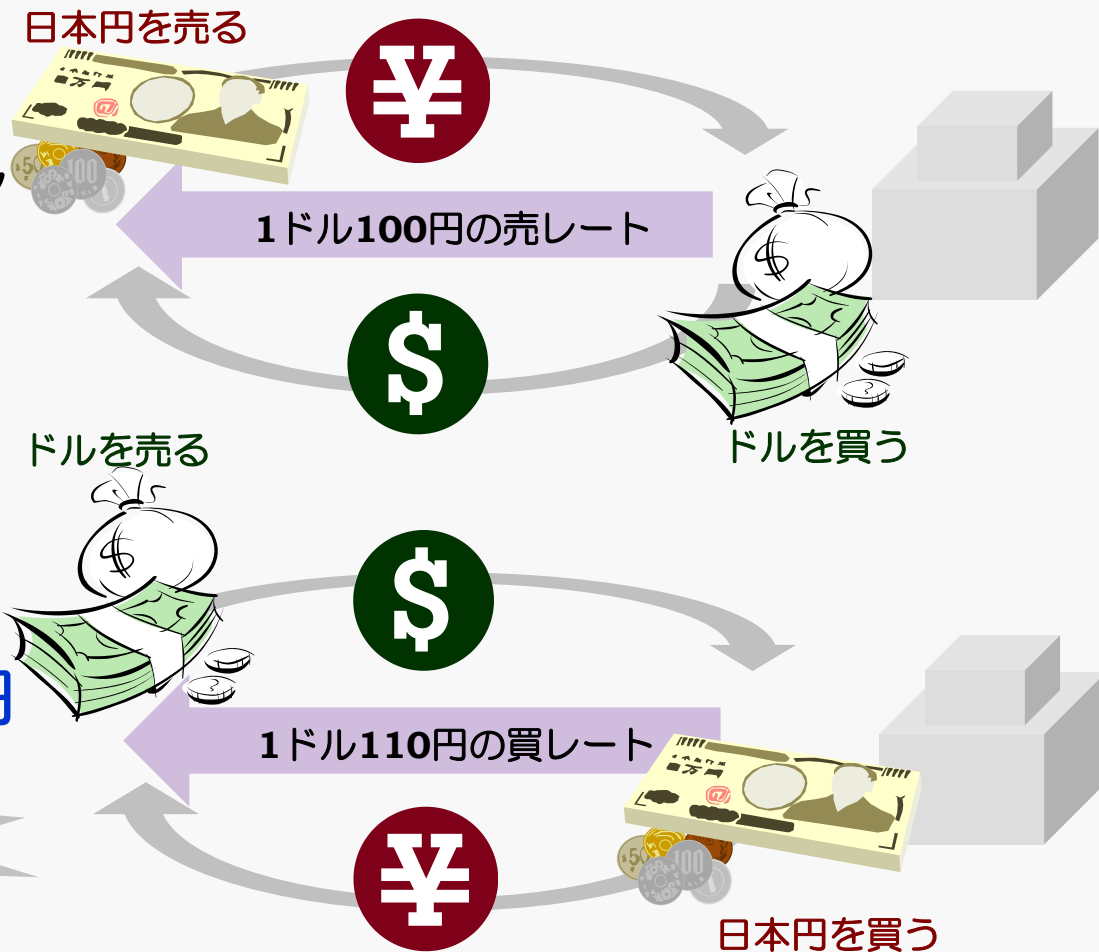 日本円を売る
¥
1ドル100円の売レート
$
ドルを買う
ドルを売る
$
円
1ドル110円の買レート
¥
日本円を買う